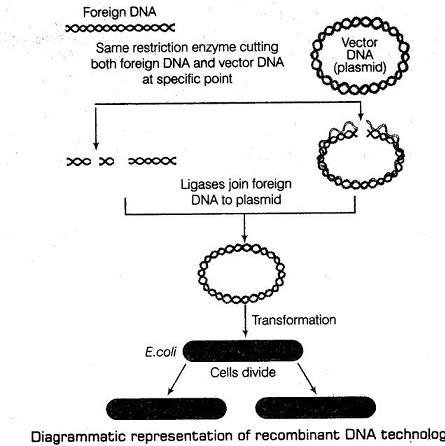 Foreign DNA
Same restriction enzyme cutting
both foreign DNA and vector DNA
at specific point
Vector
DNA
(plasmid)
Ligases join foreign
DNA to plasmid
Transformation
E.coli
Cells divide
Diagrammatic representation of recombinant DNA technolog